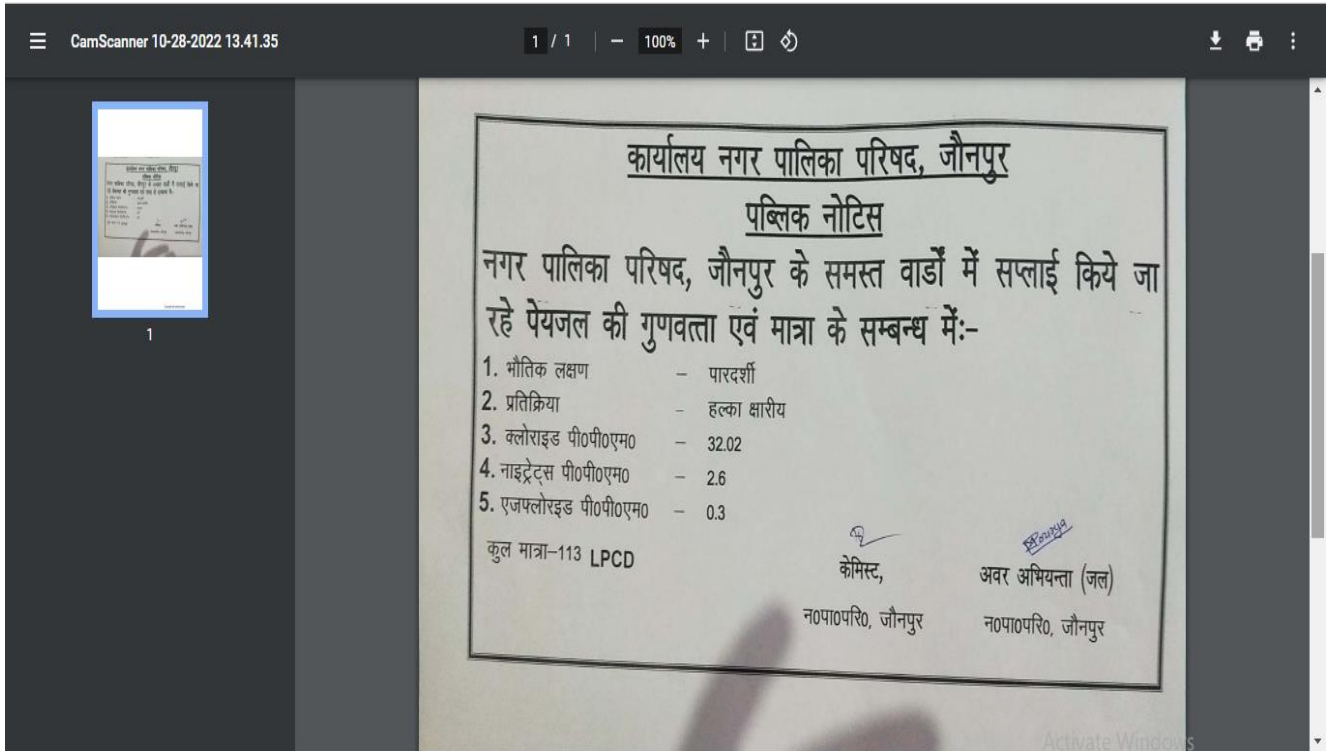 CamScanner 10-28-2022 13.41.35
1 / 1
100%
1
कार्यालय नगर पालिका परिषद, जौनपुर
पब्लिक नोटिस
नगर पालिका परिषद, जौनपुर के समस्त वार्डों में सप्लाई किये जा
रहे पेयजल की गुणवत्ता एवं मात्रा के सम्बन्ध में:-
1. भौतिक लक्षण – पारदर्शी
2. प्रतिक्रिया – हल्का क्षारीय
3. क्लोराइड पी0पी0एम0 – 32.02
4. नाइट्रेट्स पी0पी0एम0 – 2.6
5. एजफ्लोरइड पी0पी0एम0 – 0.3
कुल मात्रा–113 LPCD
केमिस्ट, अवर अभियन्ता (जल)
न0पा0परि0, जौनपुर न0पा0परि0, जौनपुर
Activate Windows